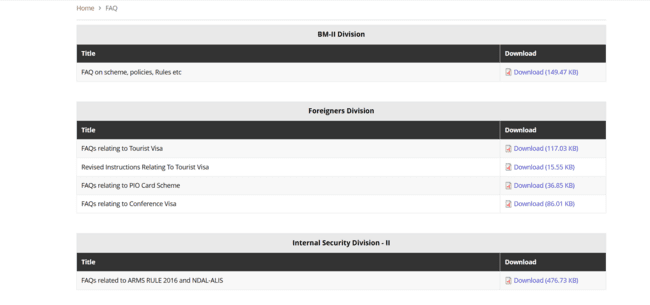 Home › FAQ
BM-II Division
Title Download
FAQ on scheme, policies, Rules etc Download (149.47 KB)
Foreigners Division
Title Download
FAQs relating to Tourist Visa Download (117.03 KB)
Revised Instructions Relating To Tourist Visa Download (15.55 KB)
FAQs relating to PIO Card Scheme Download (36.85 KB)
FAQs relating to Conference Visa Download (86.01 KB)
Internal Security Division - II
Title Download
FAQs related to ARMS RULE 2016 and NDAL-ALIS Download (476.73 KB)